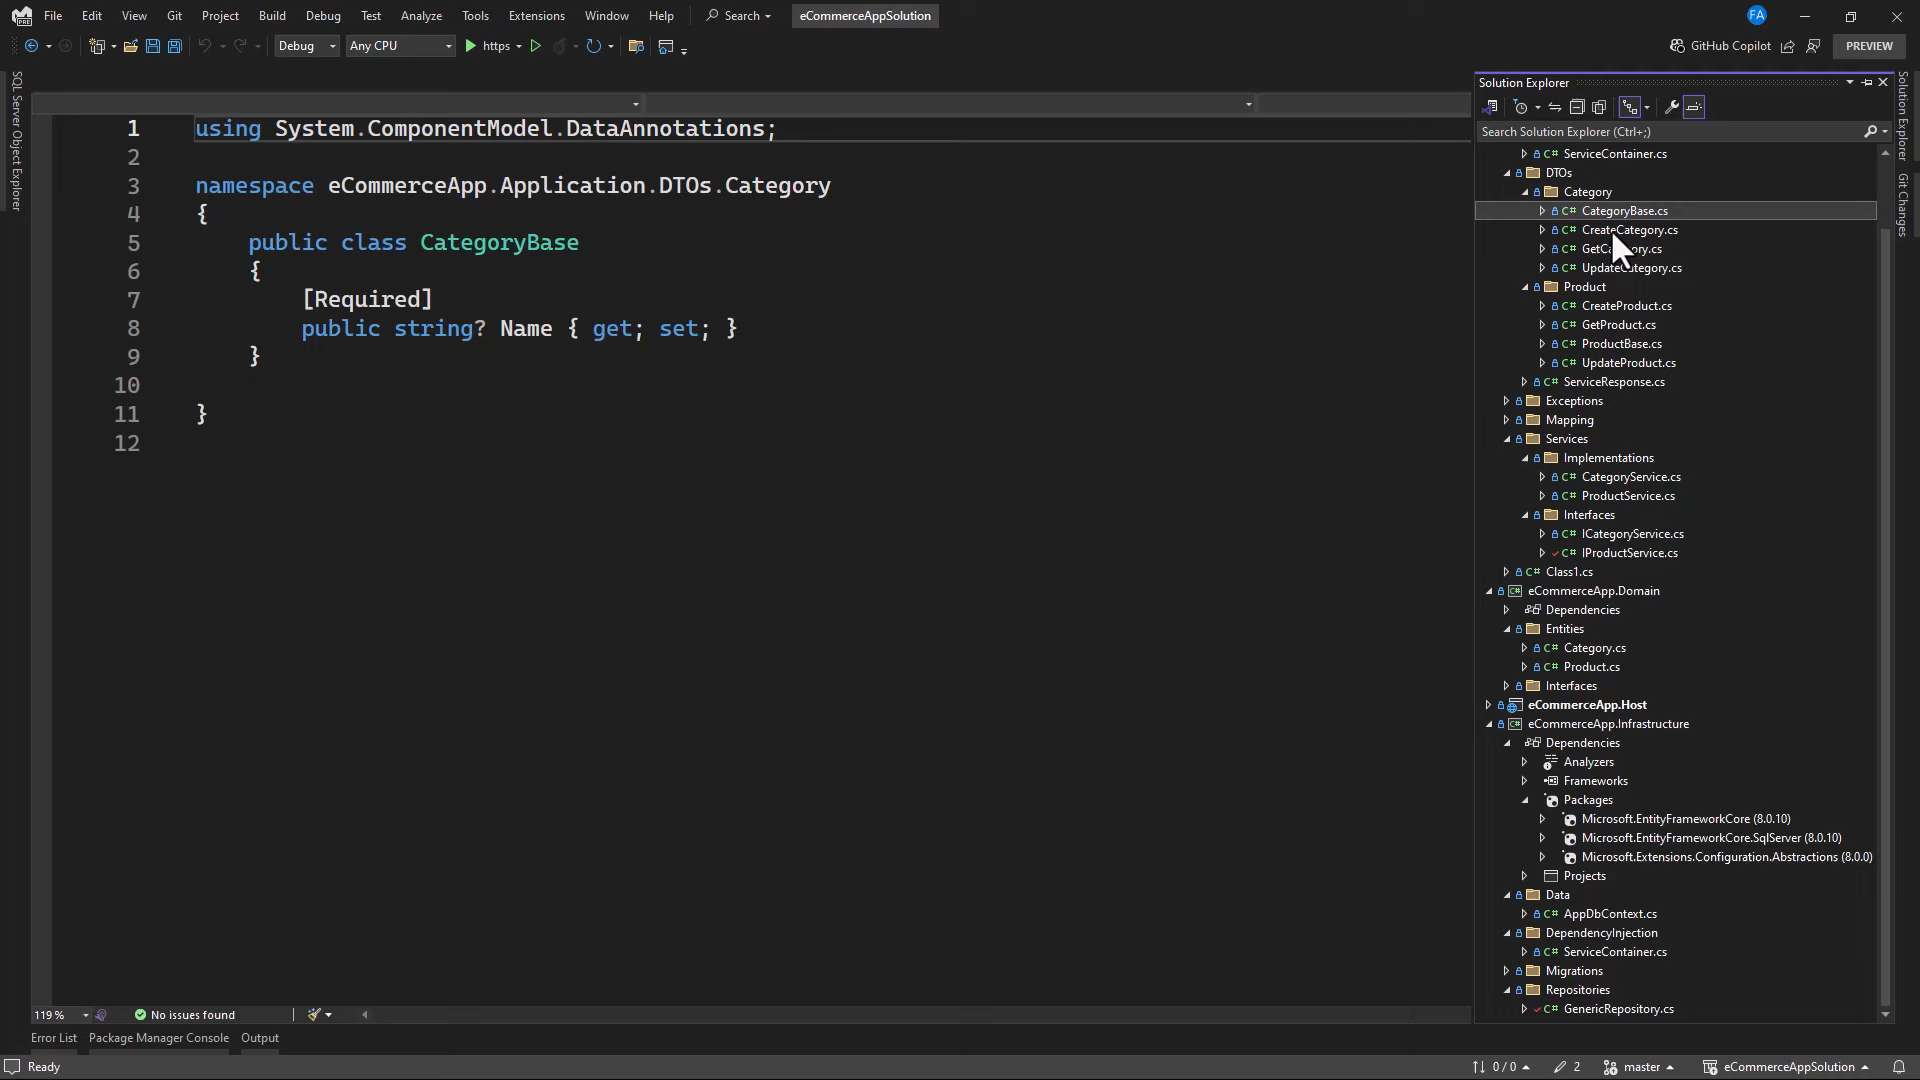 File Edit View Git Project Build Debug Test Analyze Tools Extensions Window Help Search eCommerceAppSolution FA
Debug Any CPU https GitHub Copilot PREVIEW
SQL Server Object Explorer
1 using System.ComponentModel.DataAnnotations;
2
3 namespace eCommerceApp.Application.DTOs.Category
4 {
5 public class CategoryBase
6 {
7 [Required]
8 public string? Name { get; set; }
9 }
10
11 }
12
119 % No issues found
Solution Explorer
Search Solution Explorer (Ctrl+;)
C# ServiceContainer.cs
DTOs
Category
C# CategoryBase.cs
C# CreateCategory.cs
C# GetCategory.cs
C# UpdateCategory.cs
Product
C# CreateProduct.cs
C# GetProduct.cs
C# ProductBase.cs
C# UpdateProduct.cs
C# ServiceResponse.cs
Exceptions
Mapping
Services
Implementations
C# CategoryService.cs
C# ProductService.cs
Interfaces
C# ICategoryService.cs
C# IProductService.cs
C# Class1.cs
C# eCommerceApp.Domain
Dependencies
Entities
C# Category.cs
C# Product.cs
Interfaces
eCommerceApp.Host
C# eCommerceApp.Infrastructure
Dependencies
Analyzers
Frameworks
Packages
Microsoft.EntityFrameworkCore (8.0.10)
Microsoft.EntityFrameworkCore.SqlServer (8.0.10)
Microsoft.Extensions.Configuration.Abstractions (8.0.0)
Projects
Data
C# AppDbContext.cs
DependencyInjection
C# ServiceContainer.cs
Migrations
Repositories
C# GenericRepository.cs
Solution Explorer
Git Changes
Error List Package Manager Console Output
Ready 0 / 0 2 master eCommerceAppSolution